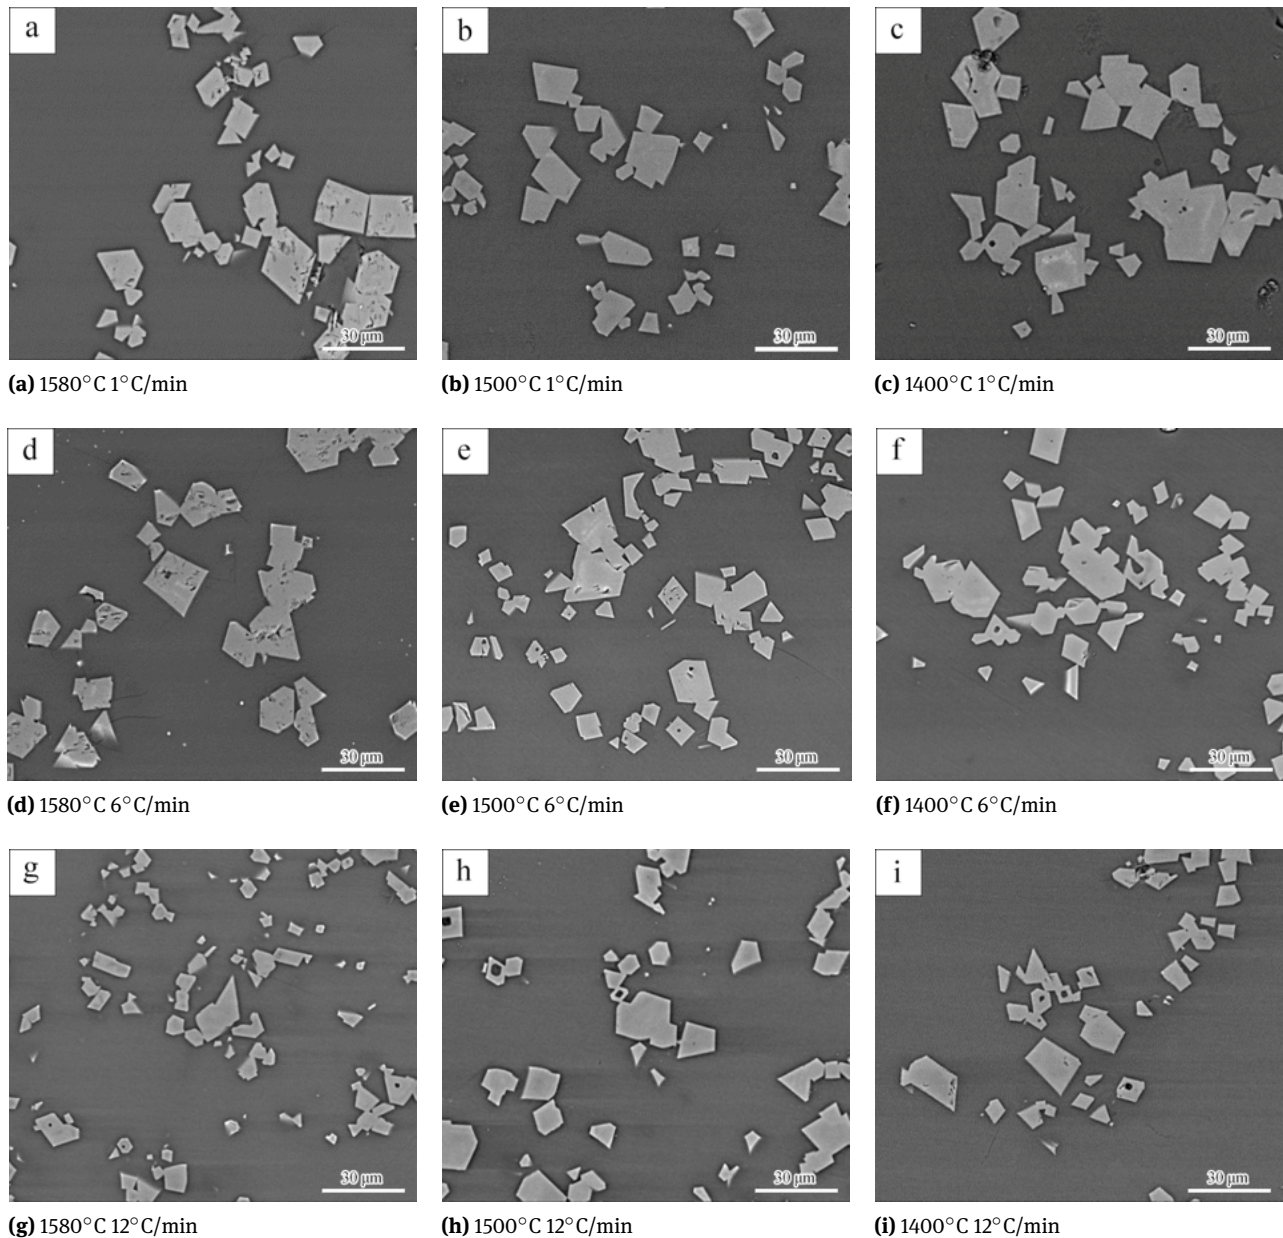 a
b
c
30 μm
30 μm
30 μm
(a) 1580°C 1°C/min
(b) 1500°C 1°C/min
(c) 1400°C 1°C/min
d
e
f
30 μm
30 μm
30 μm
(d) 1580°C 6°C/min
(e) 1500°C 6°C/min
(f) 1400°C 6°C/min
g
h
i
30 μm
30 μm
30 μm
(g) 1580°C 12°C/min
(h) 1500°C 12°C/min
(i) 1400°C 12°C/min